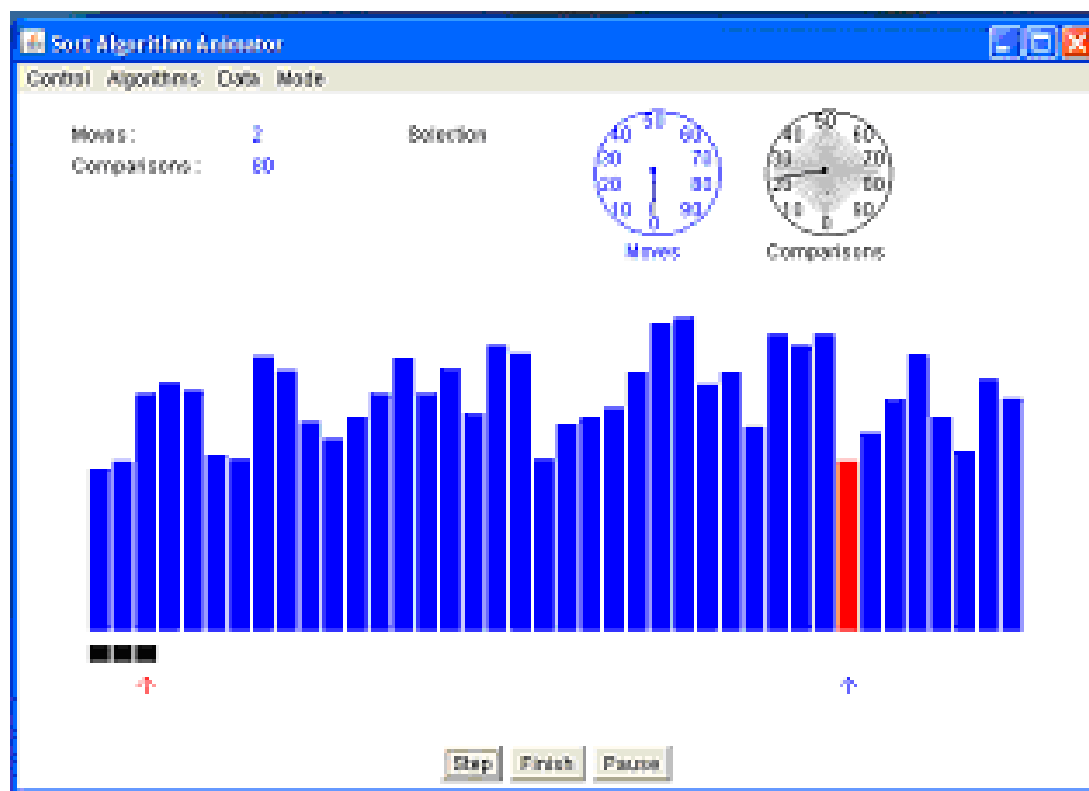 Sort Algorithm Animator
Control Algorithms Data Mode
Moves: 2 Selection
Comparisons: 80
50
40 60
30 70
20 80
10 90
0
Moves
50
40 60
30 70
20 80
10 90
0
Comparisons
Step Finish Pause